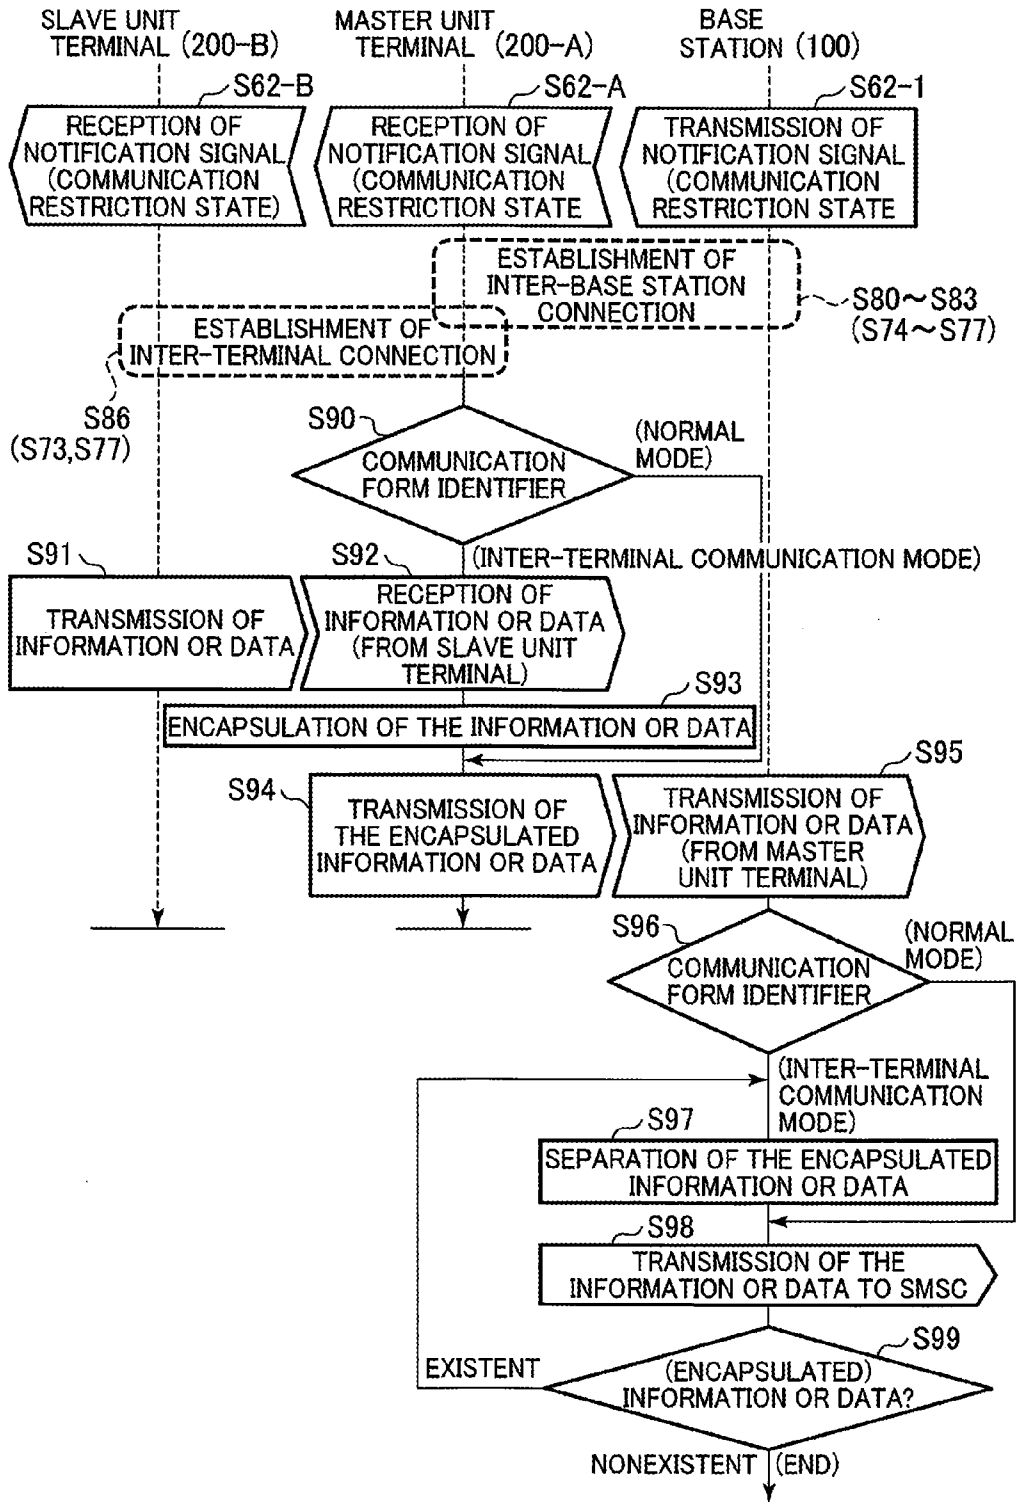 SLAVE UNIT
TERMINAL (200-B)
MASTER UNIT
TERMINAL (200-A)
BASE
STATION (100)
S62-B
S62-A
S62-1
RECEPTION OF
NOTIFICATION SIGNAL
(COMMUNICATION
RESTRICTION STATE)
RECEPTION OF
NOTIFICATION SIGNAL
(COMMUNICATION
RESTRICTION STATE
TRANSMISSION OF
NOTIFICATION SIGNAL
(COMMUNICATION
RESTRICTION STATE
ESTABLISHMENT OF
INTER-BASE STATION
CONNECTION
S80~S83
(S74~S77)
ESTABLISHMENT OF
INTER-TERMINAL CONNECTION
S86
(S73,S77)
S90
COMMUNICATION
FORM IDENTIFIER
(NORMAL
MODE)
(INTER-TERMINAL COMMUNICATION MODE)
S91
TRANSMISSION OF
INFORMATION OR DATA
S92
RECEPTION OF
INFORMATION OR DATA
(FROM SLAVE UNIT
TERMINAL)
S93
ENCAPSULATION OF THE INFORMATION OR DATA
S94
TRANSMISSION OF
THE ENCAPSULATED
INFORMATION OR DATA
S95
TRANSMISSION OF
INFORMATION OR DATA
(FROM MASTER
UNIT TERMINAL)
S96
COMMUNICATION
FORM IDENTIFIER
(NORMAL
MODE)
(INTER-TERMINAL
COMMUNICATION
MODE)
S97
SEPARATION OF THE ENCAPSULATED
INFORMATION OR DATA
S98
TRANSMISSION OF THE
INFORMATION OR DATA TO SMSC
S99
EXISTENT
(ENCAPSULATED)
INFORMATION OR DATA?
NONEXISTENT (END)